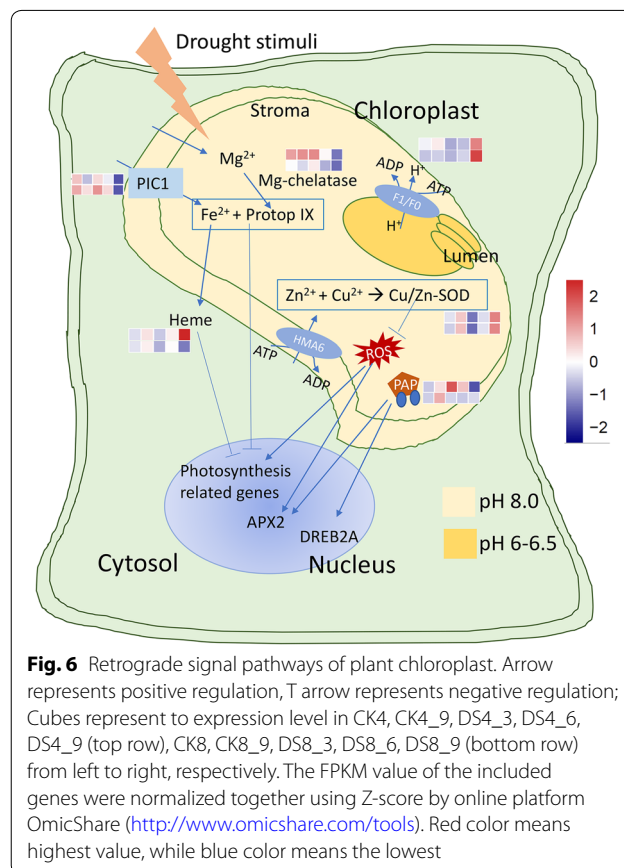 Drought stimuli
Stroma
Chloroplast
Mg²⁺
Mg-chelatase
ADP
H⁺
ATP
F1/F0
H⁺
PIC1
Fe²⁺ + Protop IX
Lumen
Zn²⁺ + Cu²⁺ → Cu/Zn-SOD
Heme
HMA6
ATP
ADP
ROS
PAP
2
1
0
−1
−2
Photosynthesis
related genes
APX2
DREB2A
pH 8.0
pH 6-6.5
Cytosol
Nucleus
Fig. 6 Retrograde signal pathways of plant chloroplast. Arrow
represents positive regulation, T arrow represents negative regulation;
Cubes represent to expression level in CK4, CK4_9, DS4_3, DS4_6,
DS4_9 (top row), CK8, CK8_9, DS8_3, DS8_6, DS8_9 (bottom row)
from left to right, respectively. The FPKM value of the included
genes were normalized together using Z-score by online platform
OmicShare (http://www.omicshare.com/tools). Red color means
highest value, while blue color means the lowest